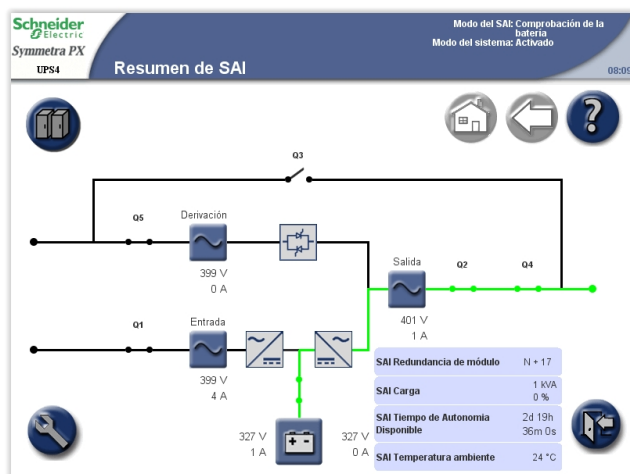 Schneider
Electric
Symmetra PX
UPS4
Resumen de SAI
Modo del SAI: Comprobación de la
batería
Modo del sistema: Activado
08:09
Q3
Q5
Derivación
399 V
0 A
Salida
Q2
Q4
401 V
1 A
Q1
Entrada
399 V
4 A
327 V
1 A
327 V
0 A
SAI Redundancia de módulo N + 17
SAI Carga 1 kVA
0 %
SAI Tiempo de Autonomia 2d 19h
Disponible 36m 0s
SAI Temperatura ambiente 24 °C